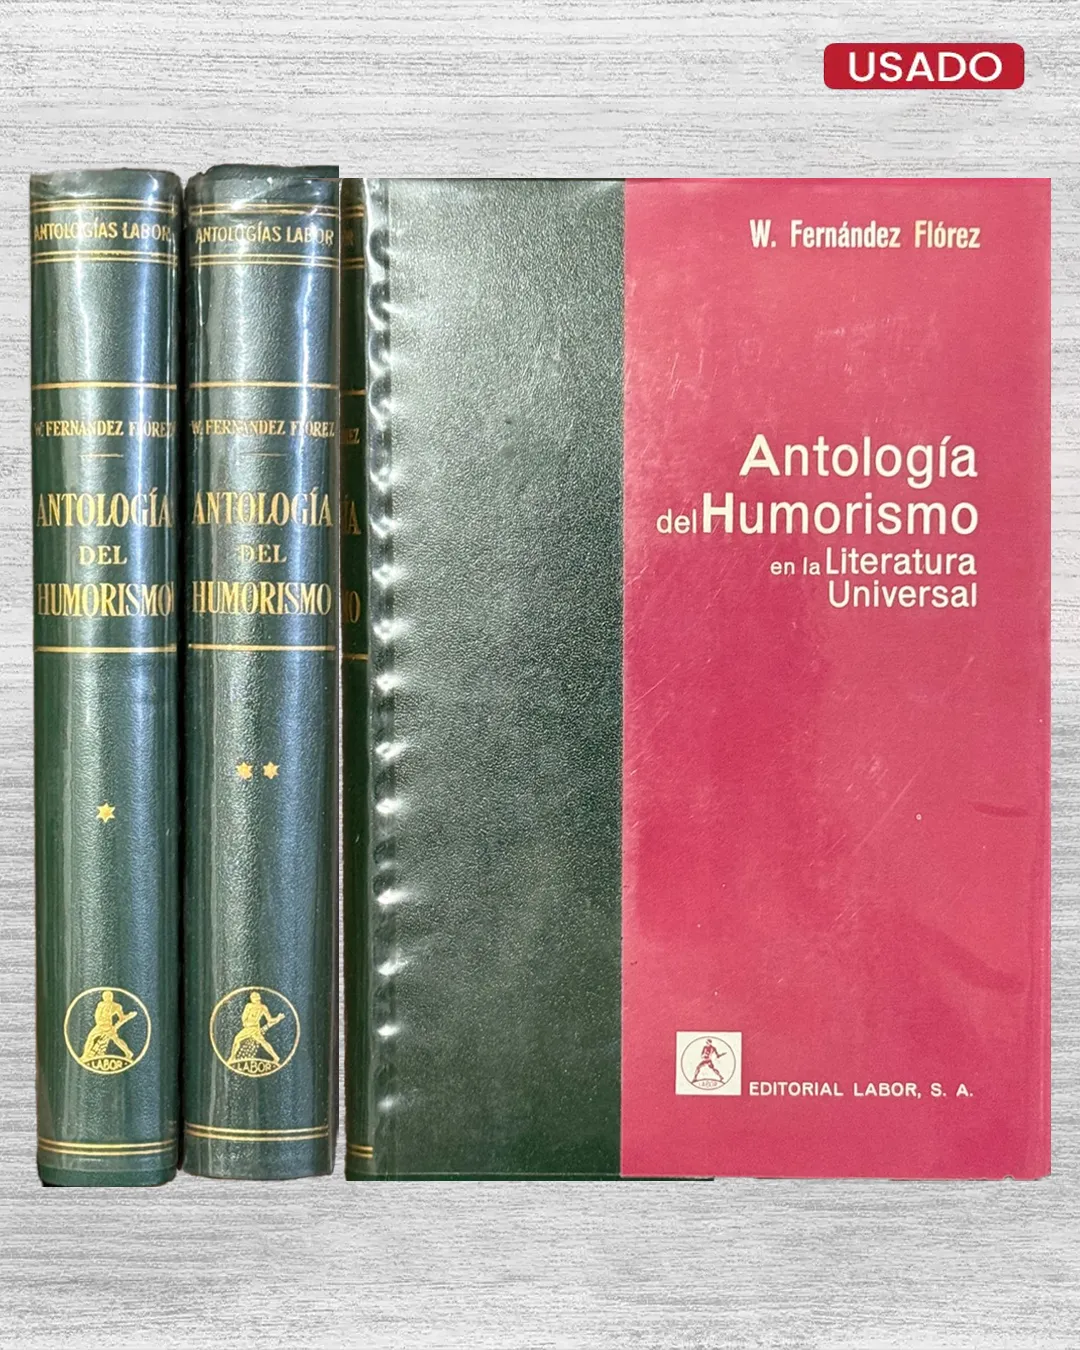 USADO
ANTOLOGÍAS LABOR
W. FERNÁNDEZ FLÓREZ
ANTOLOGÍA
DEL
HUMORISMO
LABOR
ANTOLOGÍAS LABOR
W. FERNÁNDEZ FLÓREZ
ANTOLOGÍA
DEL
HUMORISMO
LABOR
W. Fernández Flórez
Antología
del Humorismo
en la Literatura
Universal
LABOR
EDITORIAL LABOR, S. A.